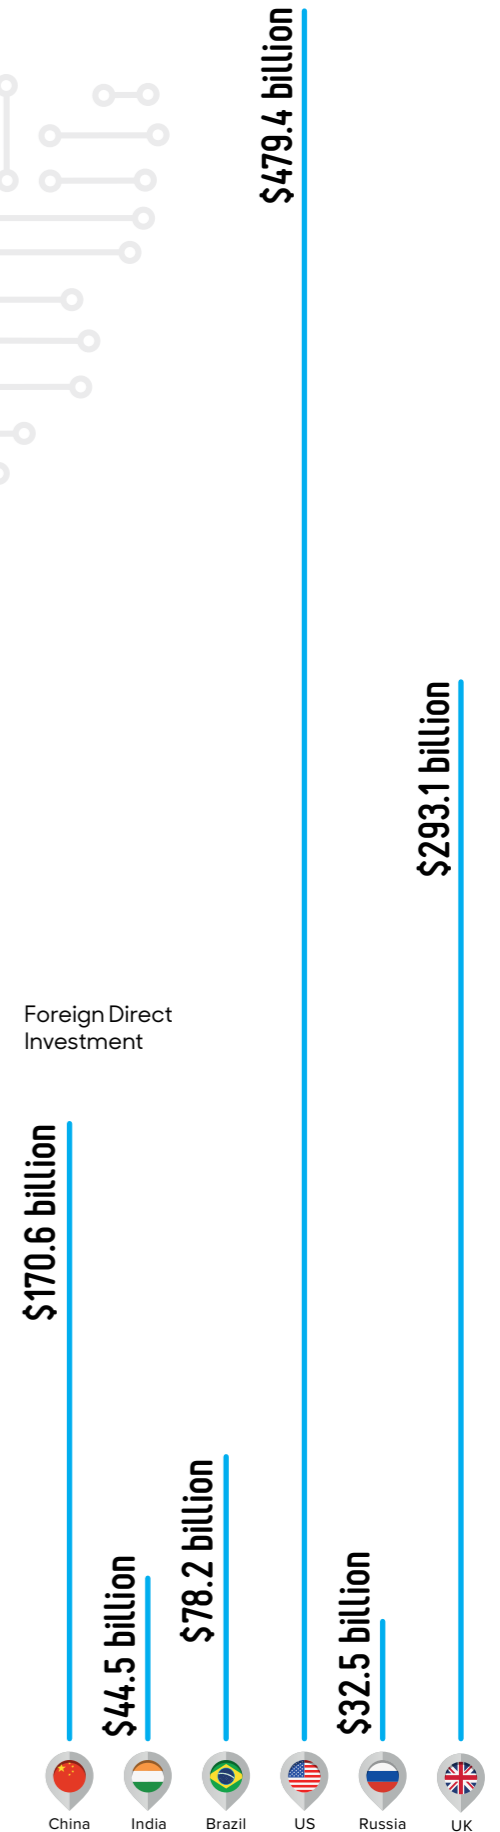 $479.4 billion
$293.1 billion
Foreign Direct
Investment
$170.6 billion
$78.2 billion
$44.5 billion
$32.5 billion
China
India
Brazil
US
Russia
UK